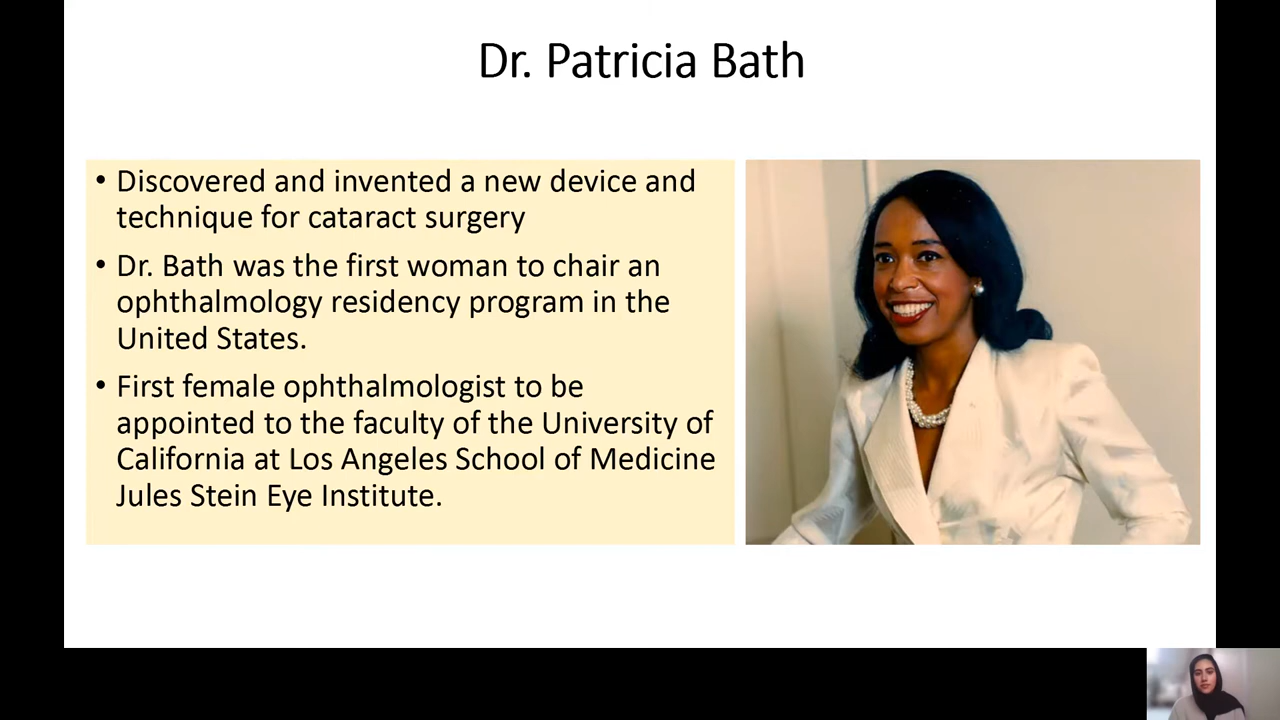 Dr. Patricia Bath
• Discovered and invented a new device and
technique for cataract surgery
• Dr. Bath was the first woman to chair an
ophthalmology residency program in the
United States.
• First female ophthalmologist to be
appointed to the faculty of the University of
California at Los Angeles School of Medicine
Jules Stein Eye Institute.